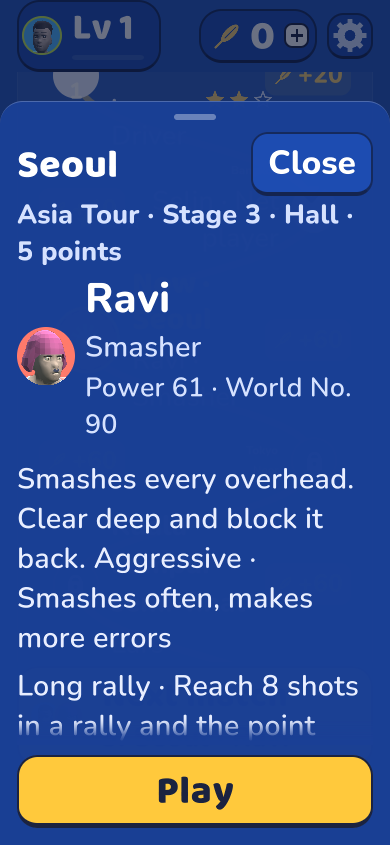 Lv 1
0
+20
Seoul
Close
Asia Tour · Stage 3 · Hall ·
5 points
Ravi
Smasher
Power 61 · World No.
90
Smashes every overhead.
Clear deep and block it
back. Aggressive ·
Smashes often, makes
more errors
Long rally · Reach 8 shots
in a rally and the point
Play